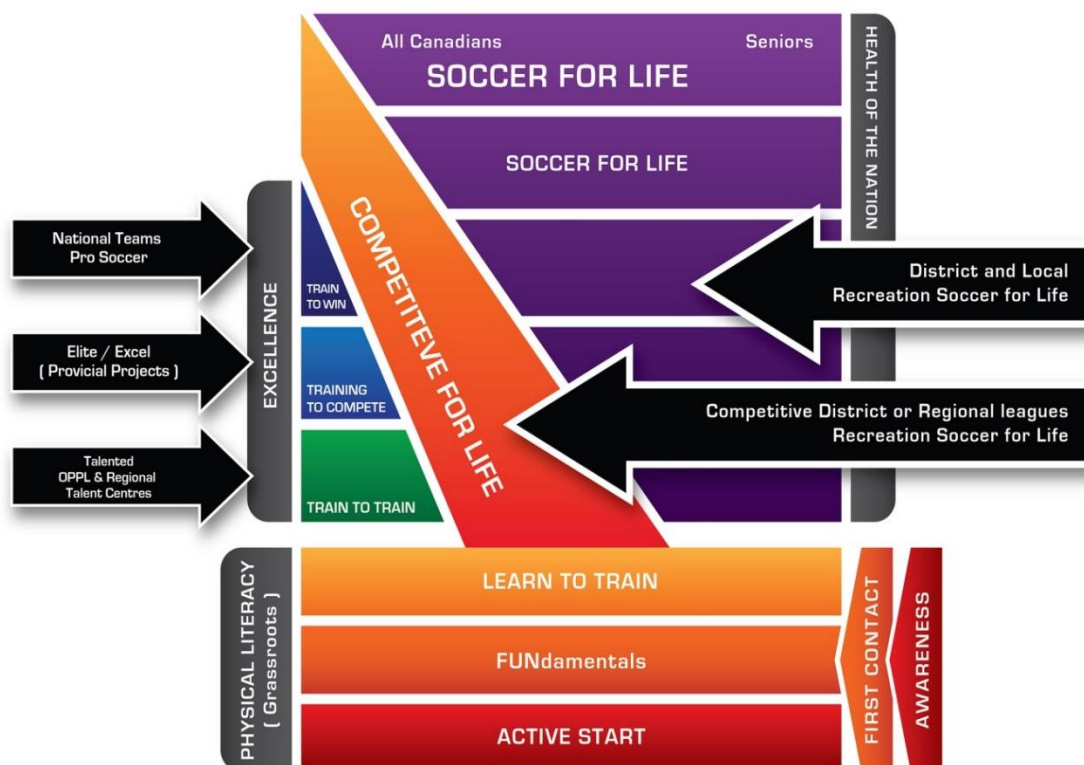 All Canadians
Seniors
SOCCER FOR LIFE
HEALTH OF THE NATION
SOCCER FOR LIFE
COMPETITEVE FOR LIFE
National Teams
Pro Soccer
EXCELLENCE
TRAIN
TO WIN
District and Local
Recreation Soccer for Life
Elite / Excel
( Provicial Projects )
TRAINING
TO COMPETE
Competitive District or Regional leagues
Recreation Soccer for Life
Talented
OPPL & Regional
Talent Centres
TRAIN TO TRAIN
PHYSICAL LITERACY
( Grassroots )
LEARN TO TRAIN
FUNdamentals
ACTIVE START
FIRST CONTACT
AWARENESS